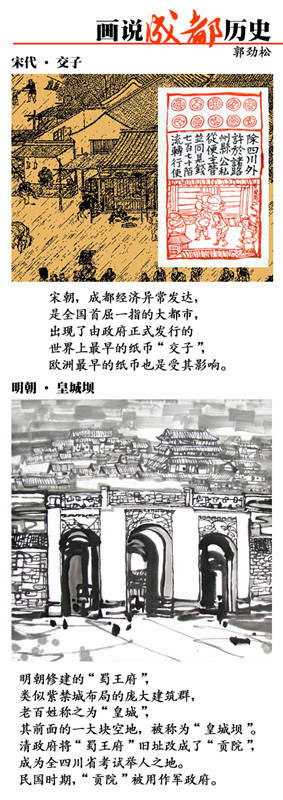 画说成都历史
郭劲松
宋代·交子
除四川外
許於諸路
州縣公私
從便主管
並同見錢
七百七十陌
流轉行便
宋朝，成都经济异常发达，
是全国首屈一指的大都市，
出现了由政府正式发行的
世界上最早的纸币“交子”，
欧洲最早的纸币也是受其影响。
明朝·皇城坝
明朝修建的“蜀王府”，
类似紫禁城布局的庞大建筑群，
老百姓称之为“皇城”，
其前面的一大块空地，被称为“皇城坝”。
清政府将“蜀王府”旧址改成了“贡院”，
成为全四川省考试举人之地。
民国时期，“贡院”被用作军政府。